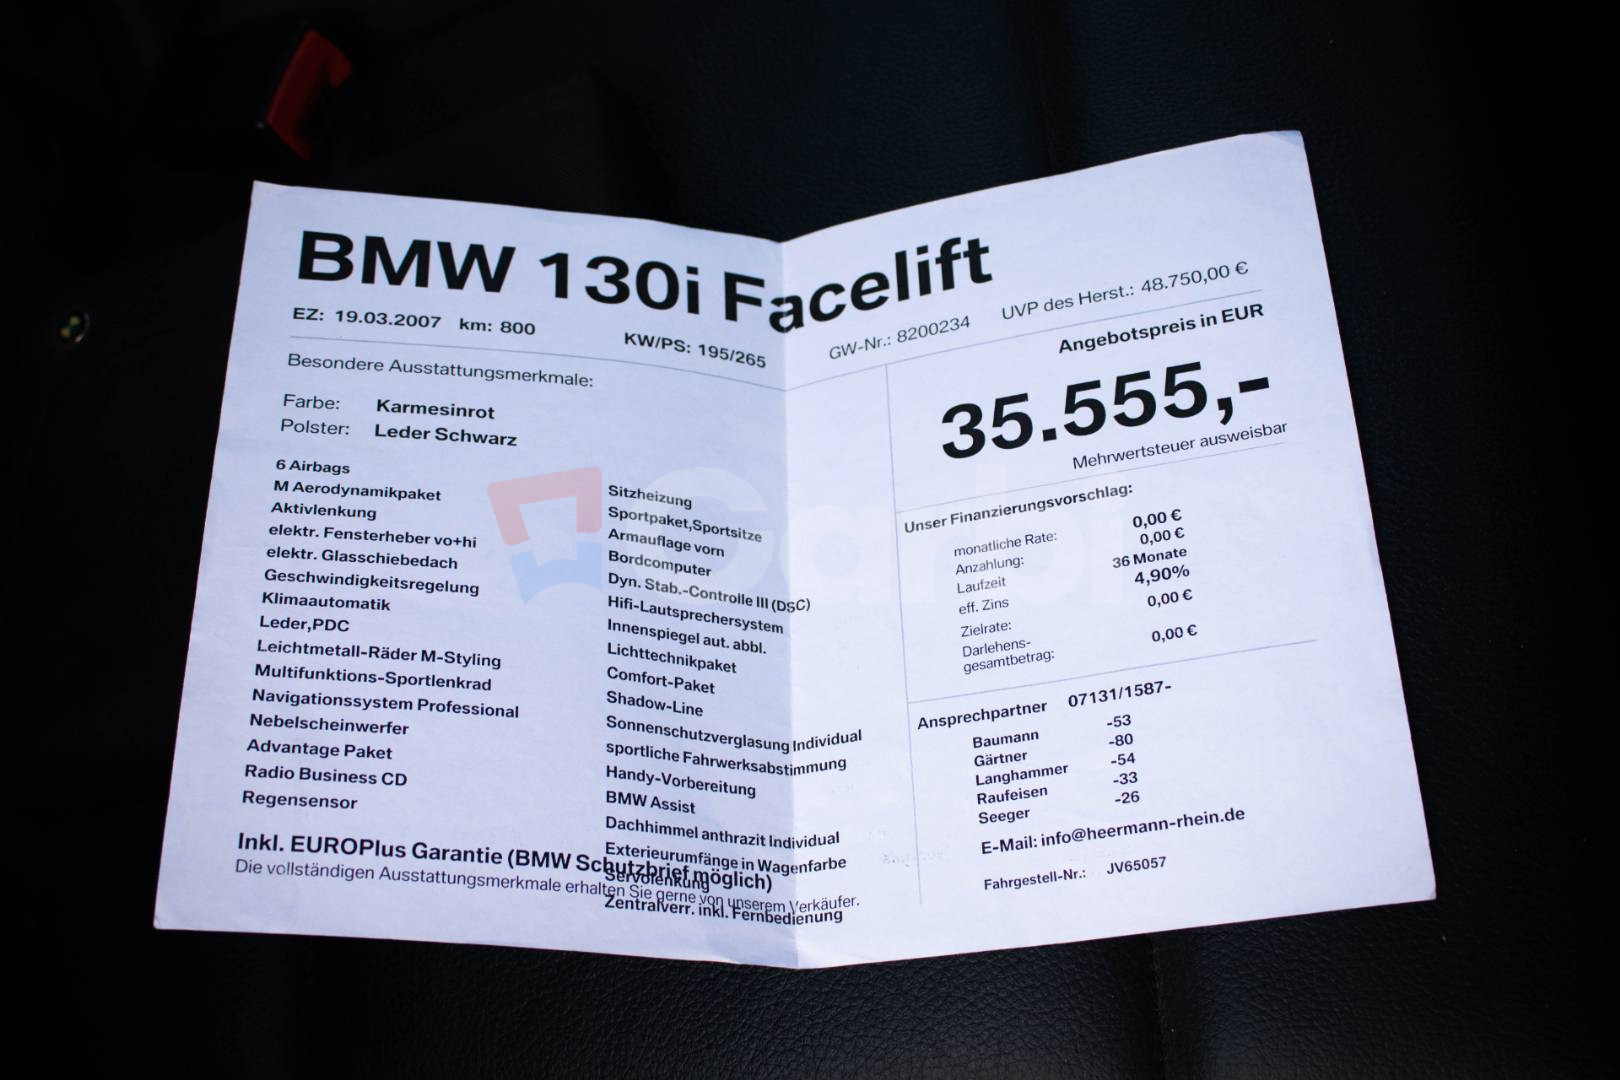 BMW 130i Facelift
EZ: 19.03.2007 km: 800 KW/PS: 195/265 GW-Nr.: 8200234 UVP des Herst.: 48.750,00 €
Besondere Ausstattungsmerkmale:
Farbe: Karmesinrot
Polster: Leder Schwarz
6 Airbags
M Aerodynamikpaket
Aktivlenkung
elektr. Fensterheber vo+hi
elektr. Glasschiebedach
Geschwindigkeitsregelung
Klimaautomatik
Leder,PDC
Leichtmetall-Räder M-Styling
Multifunktions-Sportlenkrad
Navigationssystem Professional
Nebelscheinwerfer
Advantage Paket
Radio Business CD
Regensensor
Sitzheizung
Sportpaket,Sportsitze
Armauflage vorn
Bordcomputer
Dyn. Stab.-Controlle III (DSC)
Hifi-Lautsprechersystem
Innenspiegel aut. abbl.
Lichttechnikpaket
Comfort-Paket
Shadow-Line
Sonnenschutzverglasung Individual
sportliche Fahrwerksabstimmung
Handy-Vorbereitung
BMW Assist
Dachhimmel anthrazit Individual
Exterieurumfänge in Wagenfarbe
Servolenkung
Zentralverr. inkl. Fernbedienung
Inkl. EUROPlus Garantie (BMW Schutzbrief möglich)
Die vollständigen Ausstattungsmerkmale erhalten Sie gerne von unserem Verkäufer.
Angebotspreis in EUR
35.555,-
Mehrwertsteuer ausweisbar
Unser Finanzierungsvorschlag:
monatliche Rate: 0,00 €
Anzahlung: 0,00 €
Laufzeit 36 Monate
eff. Zins 4,90%
Zielrate: 0,00 €
Darlehens-
gesamtbetrag: 0,00 €
Ansprechpartner 07131/1587-
Baumann -53
Gärtner -80
Langhammer -54
Raufeisen -33
Seeger -26
E-Mail: info@heermann-rhein.de
Fahrgestell-Nr.: JV65057